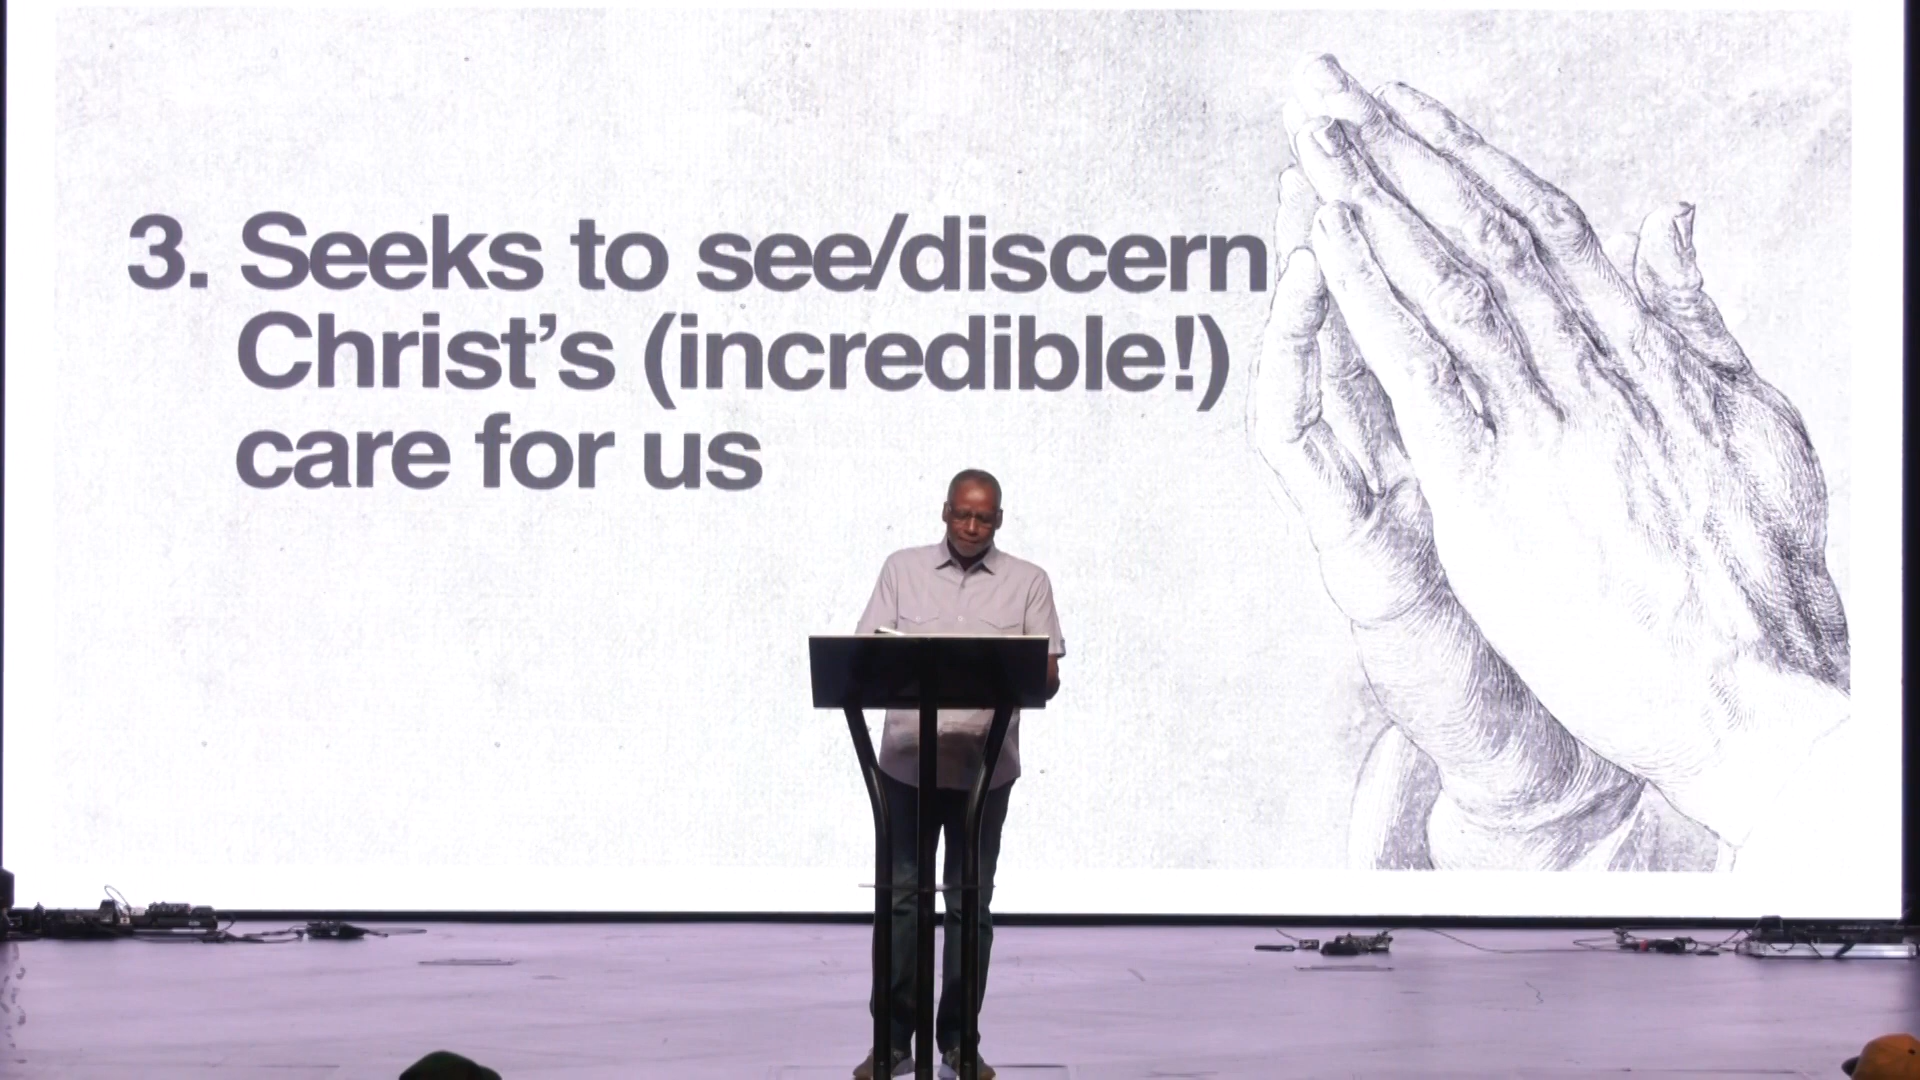 3. Seeks to see/discern
Christ’s (incredible!)
care for us